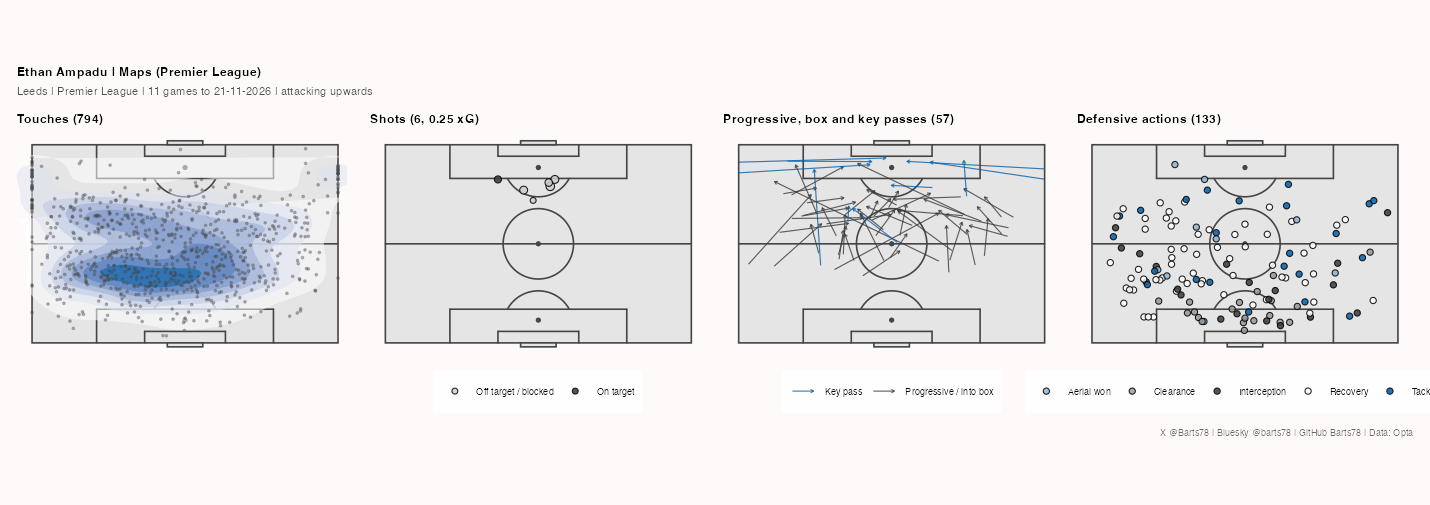 Ethan Ampadu | Maps (Premier League)
Leeds | Premier League | 11 games to 21-11-2026 | attacking upwards
Touches (794)
Shots (6, 0.25 xG)
Progressive, box and key passes (57)
Defensive actions (133)
Off target / blocked
On target
Key pass
Progressive / into box
Aerial won
Clearance
Interception
Recovery
Tack
X @Barts78 | Bluesky @barts78 | GitHub Barts78 | Data: Opta